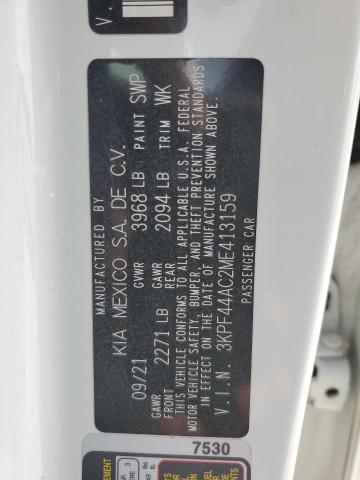 MANUFACTURED BY
KIA MEXICO S.A. DE C.V.
09/21 GVWR 3968 LB PAINT SWP
GAWR FRONT 2271 LB GAWR REAR 2094 LB TRIM WK
THIS VEHICLE CONFORMS TO ALL APPLICABLE U.S.A. FEDERAL
MOTOR VEHICLE SAFETY, BUMPER, AND THEFT PREVENTION STANDARDS
IN EFFECT ON THE DATE OF MANUFACTURE SHOWN ABOVE.
V.I.N. 3KPF44AC2ME413159
PASSENGER CAR
7530